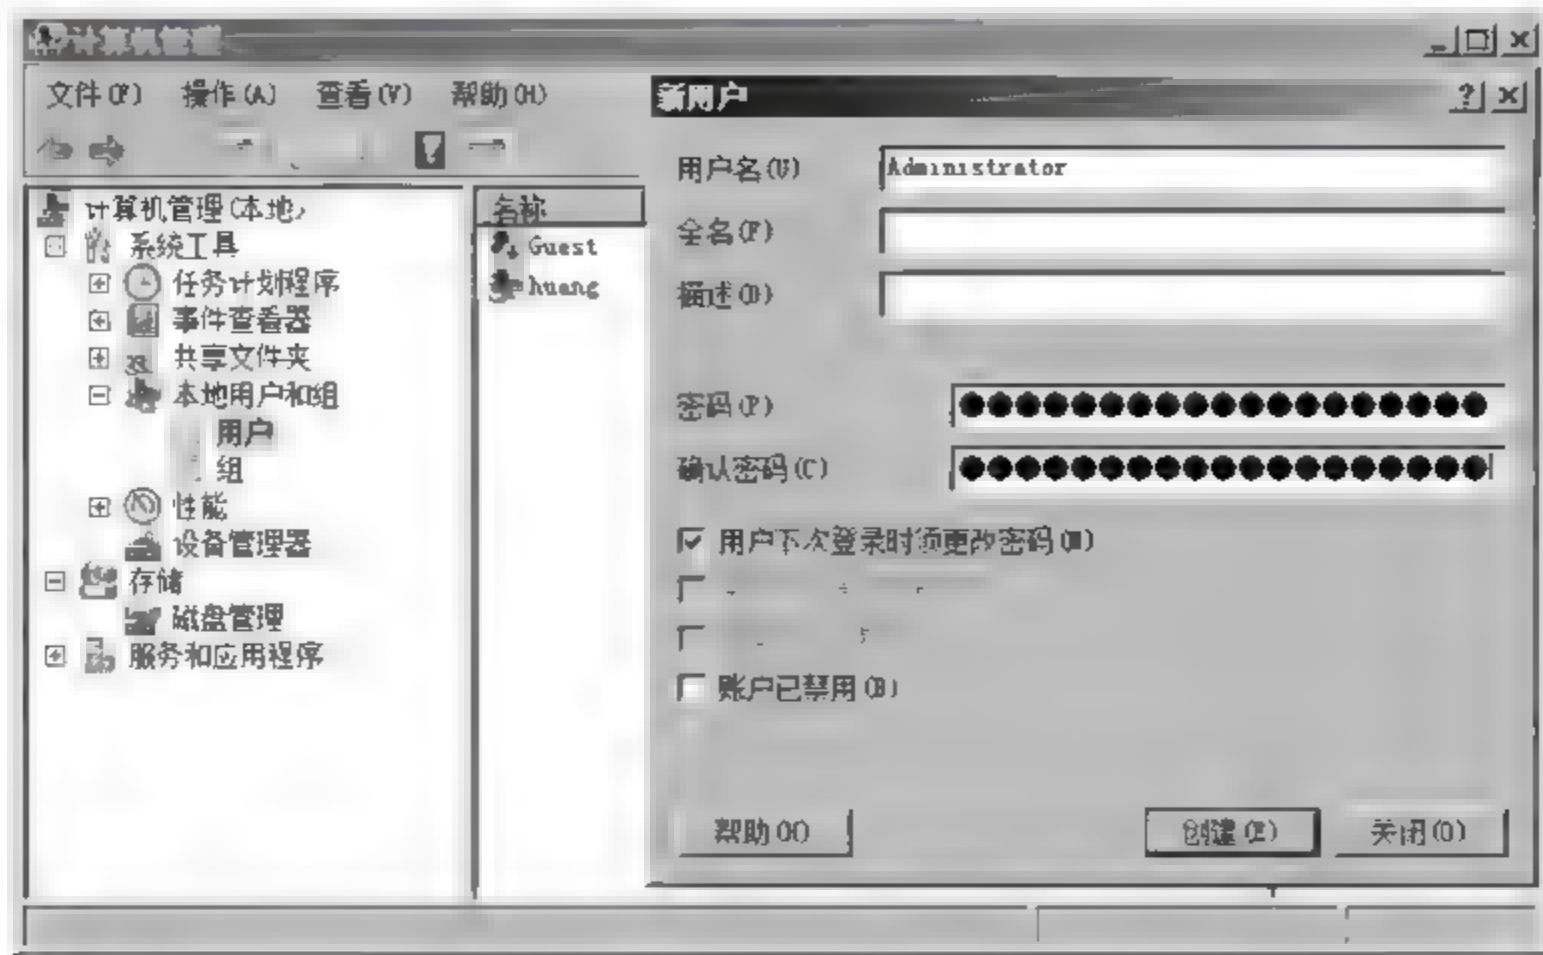 计算机管理
文件(F) 操作(A) 查看(V) 帮助(H)
计算机管理(本地)
系统工具
任务计划程序
事件查看器
共享文件夹
本地用户和组
用户
组
性能
设备管理器
存储
磁盘管理
服务和应用程序
名称
Guest
huang
新用户
用户名(U)
Administrator
全名(F)
描述(D)
密码(P)
确认密码(C)
用户下次登录时须更改密码(M)
账户已禁用(B)
帮助(H)
创建(E)
关闭(O)